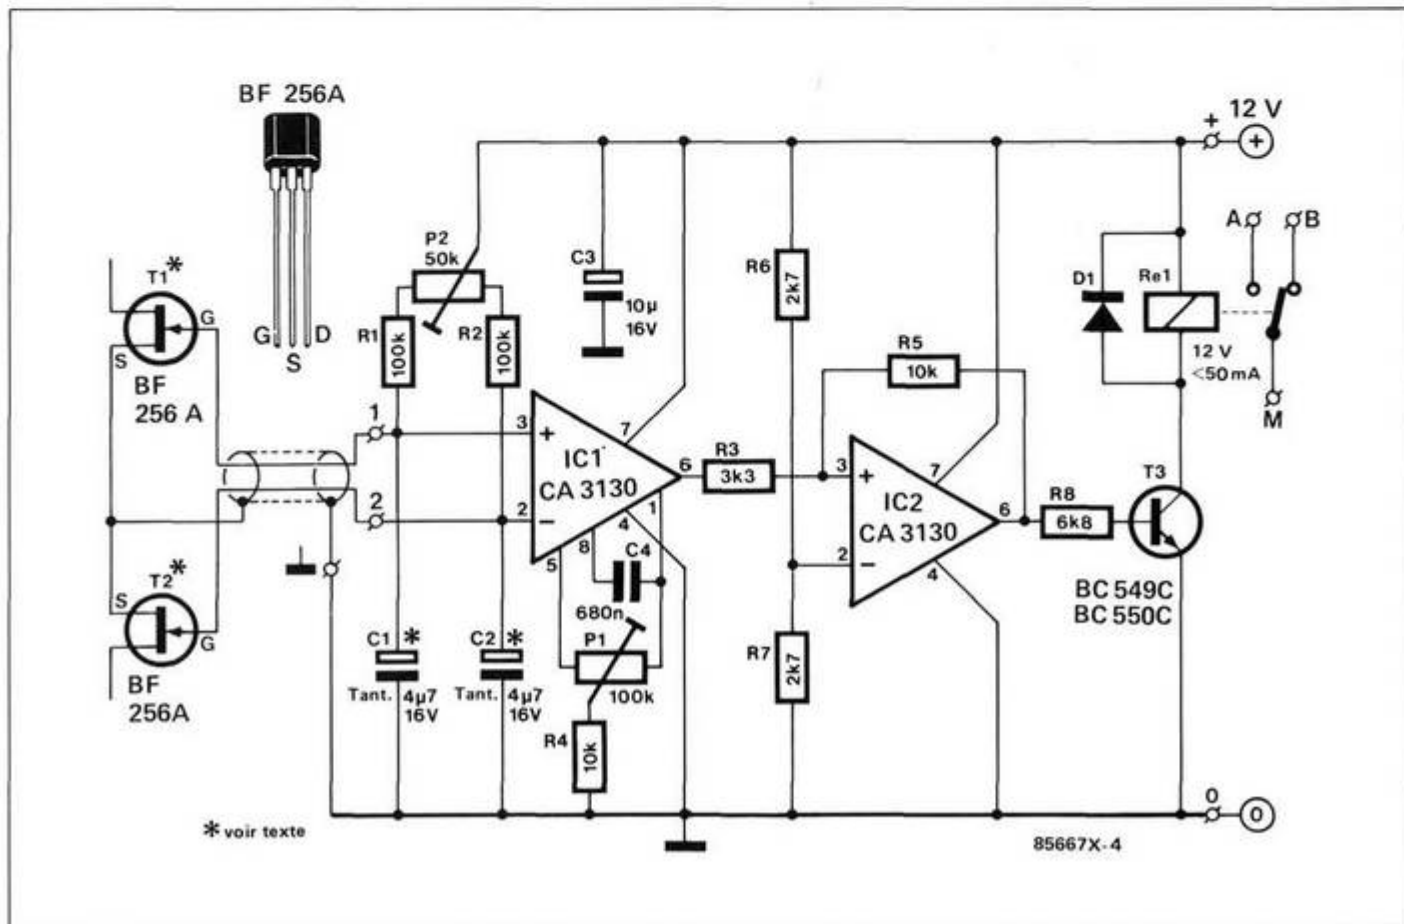 BF 256A
+ 12 V
+
A B
P2
50k
C3
10µ
16V
R6
2k7
D1
Re1
12 V
<50mA
M
T1*
G
S
BF
256 A
G S D
R1
100k
R2
100k
R5
10k
1
3
+
7
IC1
CA 3130
6
R3
3k3
3
+
7
IC2
CA 3130
6
R8
6k8
T3
2
2
−
5
8
4
1
2
−
4
C4
680n
BC 549C
BC 550C
T2*
S
G
BF
256A
C1 *
Tant. 4µ7
16V
C2 *
Tant. 4µ7
16V
P1
100k
R4
10k
R7
2k7
0
0
* voir texte
85667X-4